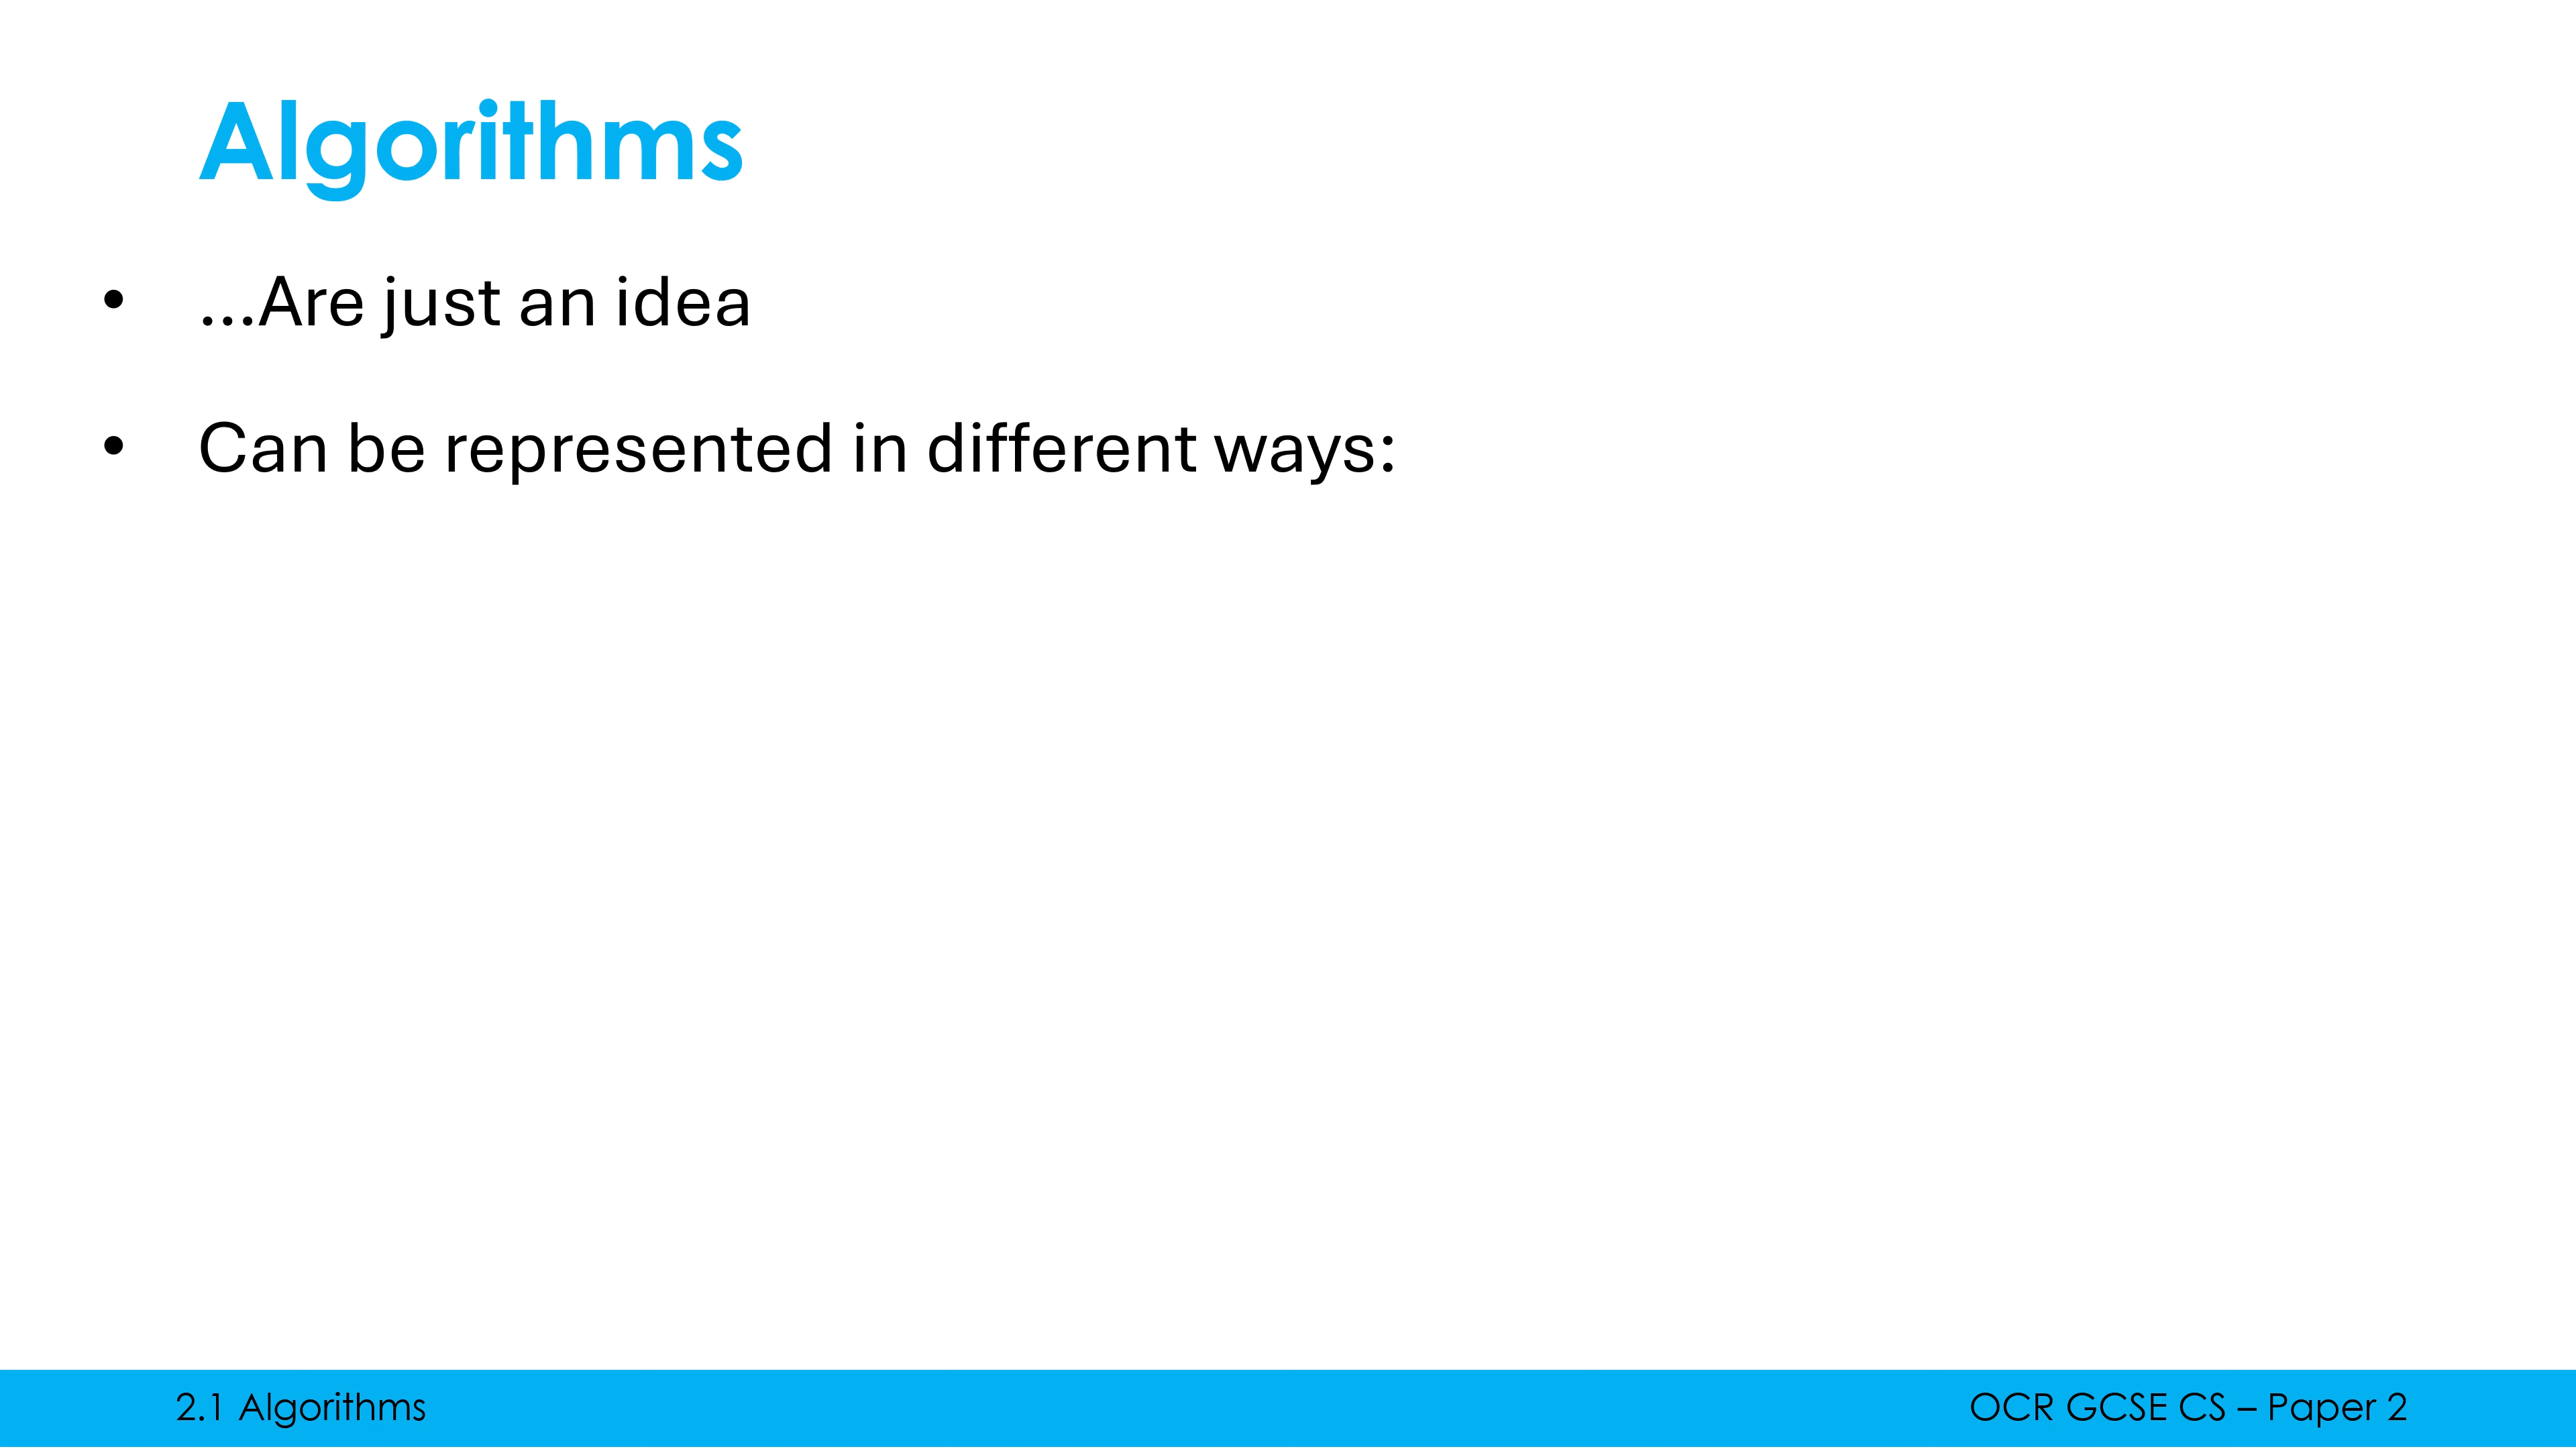 Algorithms
• …Are just an idea
• Can be represented in different ways:
2.1 Algorithms
OCR GCSE CS – Paper 2